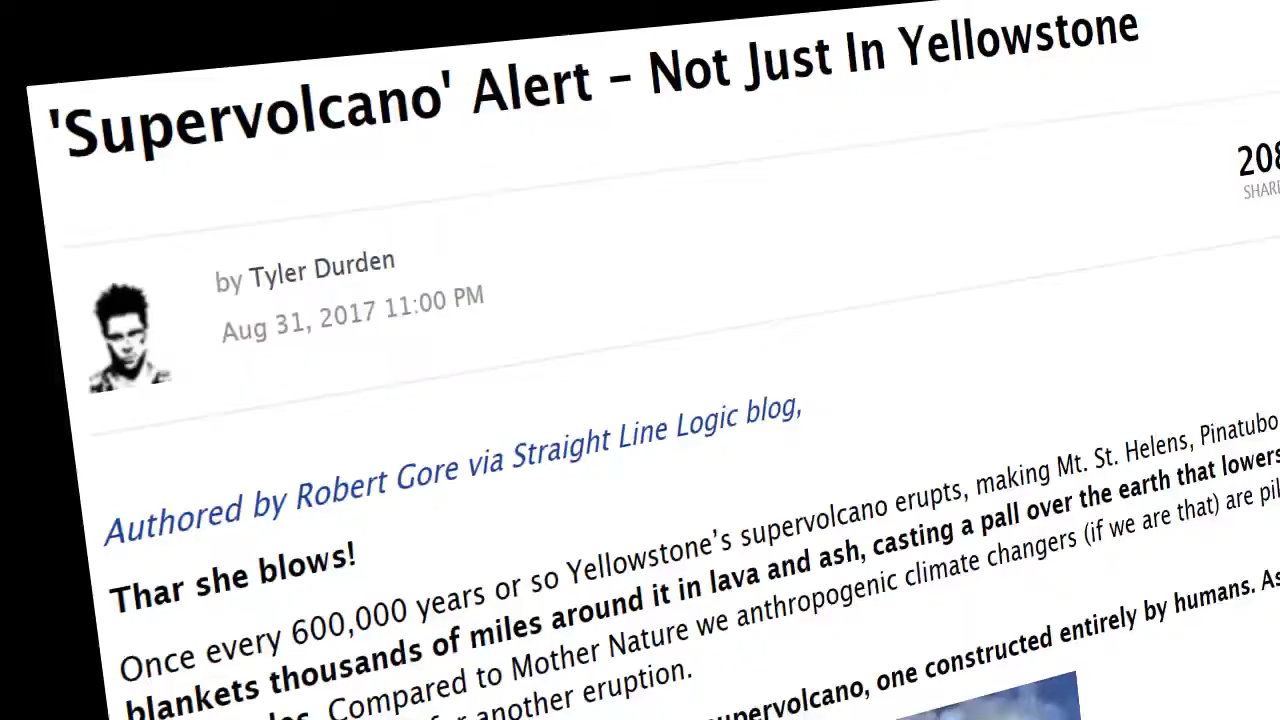 'Supervolcano' Alert – Not Just In Yellowstone
208
SHARE
by Tyler Durden
Aug 31, 2017 11:00 PM
Authored by Robert Gore via Straight Line Logic blog,
Thar she blows!
Once every 600,000 years or so Yellowstone’s supervolcano erupts, making Mt. St. Helens, Pinatubo
blankets thousands of miles around it in lava and ash, casting a pall over the earth that lowers
Compared to Mother Nature we anthropogenic climate changers (if we are that) are
another eruption.
supervolcano, one constructed entirely by humans. As